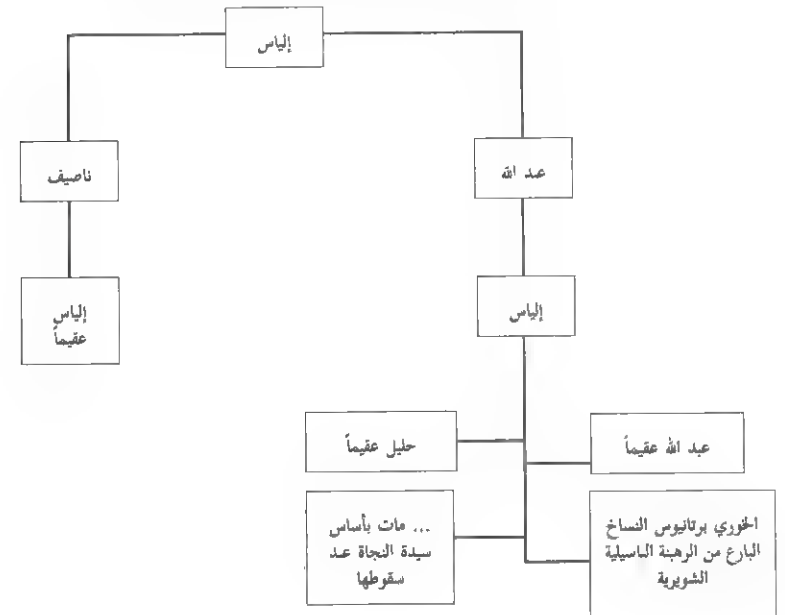 إلياس
عبد الله
ناصيف
إلياس
إلياس
عقيماً
عبد الله عقيماً
خليل عقيماً
الخوري برتانيوس النساخ
البارع من الرهبنة الباسيلية
الشويرية
... مات بأساس
سيدة النجاة عند
سقوطها